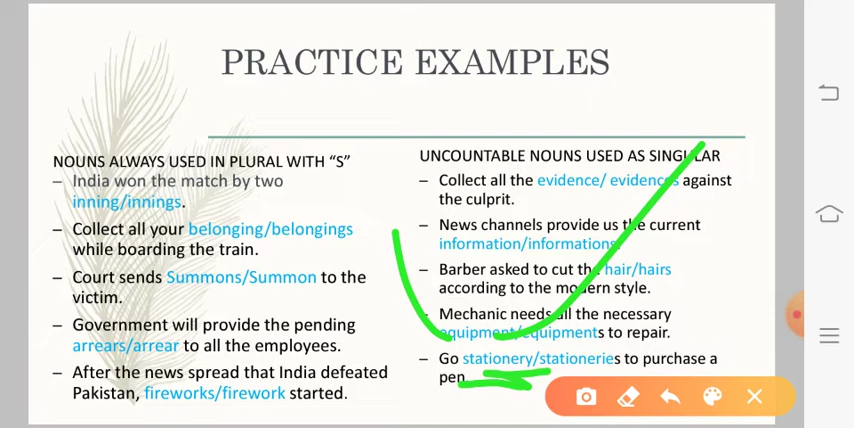 PRACTICE EXAMPLES
NOUNS ALWAYS USED IN PLURAL WITH “S”
– India won the match by two
inning/innings.
– Collect all your belonging/belongings
while boarding the train.
– Court sends Summons/Summon to the
victim.
– Government will provide the pending
arrears/arrear to all the employees.
– After the news spread that India defeated
Pakistan, fireworks/firework started.
UNCOUNTABLE NOUNS USED AS SINGULAR
– Collect all the evidence/ evidences against
the culprit.
– News channels provide us the current
information/informations.
– Barber asked to cut the hair/hairs
according to the modern style.
– Mechanic needs all the necessary
equipment/equipments to repair.
– Go stationery/stationeries to purchase a
pen.